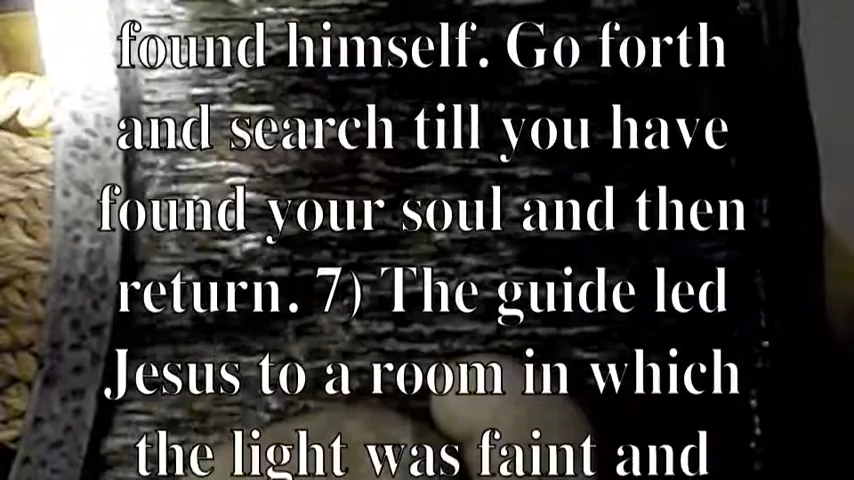 found himself. Go forth
and search till you have
found your soul and then
return. 7) The guide led
Jesus to a room in which
the light was faint and